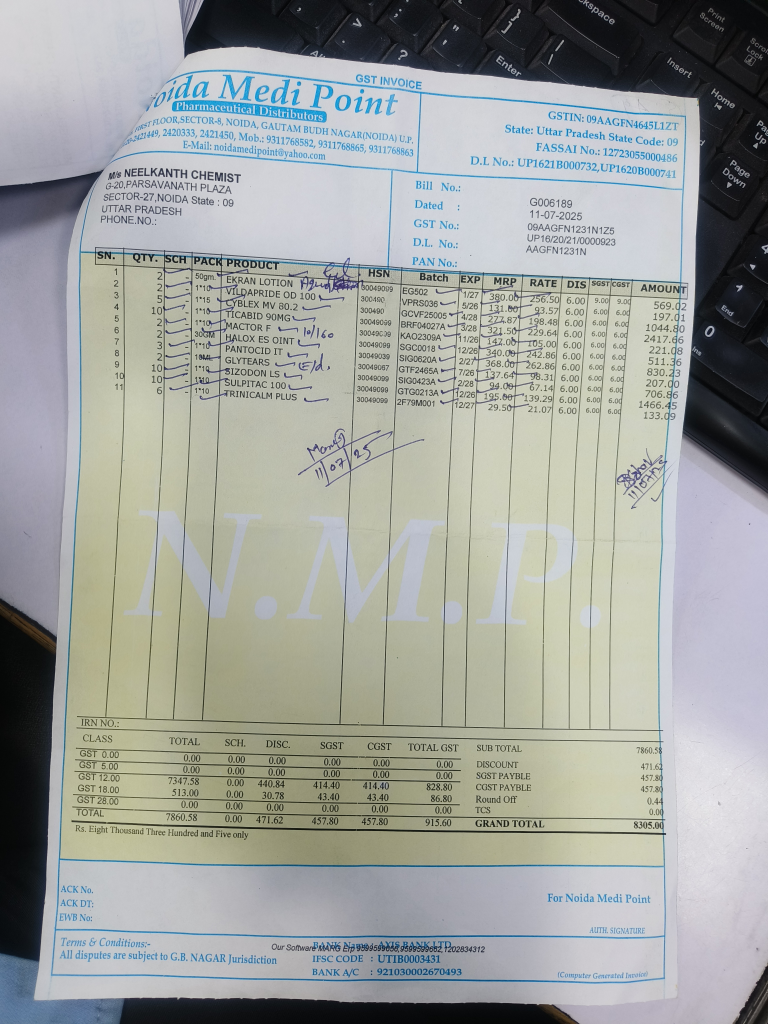 GST INVOICE
oida Medi Point
Pharmaceutical Distributors
FIRST FLOOR,SECTOR-8, NOIDA, GAUTAM BUDH NAGAR(NOIDA) U.P.
2421449, 2420333, 2421450, Mob.: 9311768582, 9311768865, 9311768863
E-Mail: noidamedipoint@yahoo.com
GSTIN: 09AAGFN4645L1ZT
State: Uttar Pradesh State Code: 09
FASSAI No.: 12723055000486
D.L No.: UP1621B000732,UP1620B000741
M/s NEELKANTH CHEMIST
G-20,PARSAVANATH PLAZA
SECTOR-27,NOIDA State : 09
UTTAR PRADESH
PHONE.NO.:
Bill No.: G006189
Dated : 11-07-2025
GST No.: 09AAGFN1231N1Z5
D.L. No.: UP16/20/21/0000923
PAN No.: AAGFN1231N
SN. QTY. SCH PACK PRODUCT HSN Batch EXP MRP RATE DIS SGST CGST AMOUNT
1 2 - 50gm. EKRAN LOTION 30049099 EG502 1/27 380.00 256.50 6.00 9.00 9.00 569.02
2 2 - 1*10 VILDAPRIDE OD 100 300490 VPRS036 5/26 131.00 93.57 6.00 6.00 6.00 197.01
3 5 - 1*15 CYBLEX MV 80.2 300490 GCVF25005 4/28 277.87 198.48 6.00 6.00 6.00 1044.80
4 10 - 1*10 TICABID 90MG 30049099 BRF04027A 3/28 321.50 229.64 6.00 6.00 6.00 2417.66
5 2 - 1*10 MACTOR F 10/160 30049099 KAO2309A 11/26 147.00 105.00 6.00 6.00 6.00 221.08
6 2 - 30GM HALOX ES OINT 30049099 SGC0018 12/26 340.00 242.86 6.00 6.00 6.00 511.36
7 3 - 1*10 PANTOCID IT 30049039 SIG0620A 2/27 368.00 262.86 6.00 6.00 6.00 830.23
8 2 - GLYTEARS E/d. 30049067 GTF2465A 137.64 98.31 6.00 6.00 6.00 207.00
9 10 - 1*10 SIZODON LS 30049099 SIG0423A 2/28 94.00 67.14 6.00 6.00 6.00 706.86
10 10 - 1*10 SULPITAC 100 30049099 GTG0213A 12/26 195.00 139.29 6.00 6.00 6.00 1466.45
11 6 - 1*10 TRINICALM PLUS 30049099 2F79M001 12/27 29.50 21.07 6.00 6.00 6.00 133.09
11/07/25
N.M.P.
IRN NO.:
CLASS TOTAL SCH. DISC. SGST CGST TOTAL GST
GST 0.00 0.00 0.00 0.00 0.00 0.00 0.00
GST 5.00 0.00 0.00 0.00 0.00 0.00 0.00
GST 12.00 7347.58 0.00 440.84 414.40 414.40 828.80
GST 18.00 513.00 0.00 30.78 43.40 43.40 86.80
GST 28.00 0.00 0.00 0.00 0.00 0.00 0.00
TOTAL 7860.58 0.00 471.62 457.80 457.80 915.60
SUB TOTAL 7860.58
DISCOUNT 471.62
SGST PAYBLE 457.80
CGST PAYBLE 457.80
Round Off 0.44
TCS 0.00
GRAND TOTAL 8305.00
Rs. Eight Thousand Three Hundred and Five only
ACK No.
ACK DT:
EWB No:
For Noida Medi Point
AUTH. SIGNATURE
Terms & Conditions:-
All disputes are subject to G.B. NAGAR Jurisdiction
BANK Name : AXIS BANK LTD
IFSC CODE : UTIB0003431
BANK A/C : 921030002670493
(Computer Generated Invoice)
Print Screen
Scroll Lock
Insert
Home
Page Up
Page Down
End
Enter